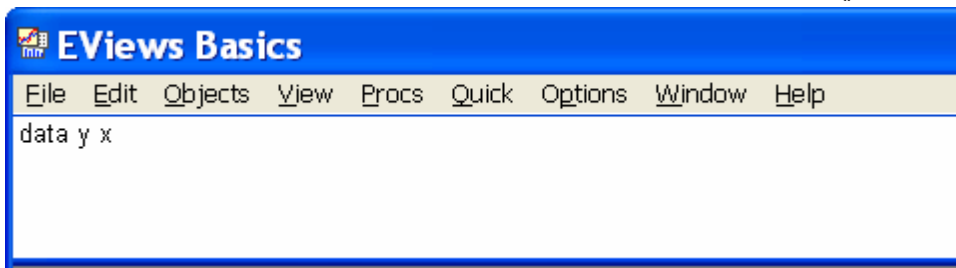 EViews Basics
File Edit Objects View Procs Quick Options Window Help
data y x